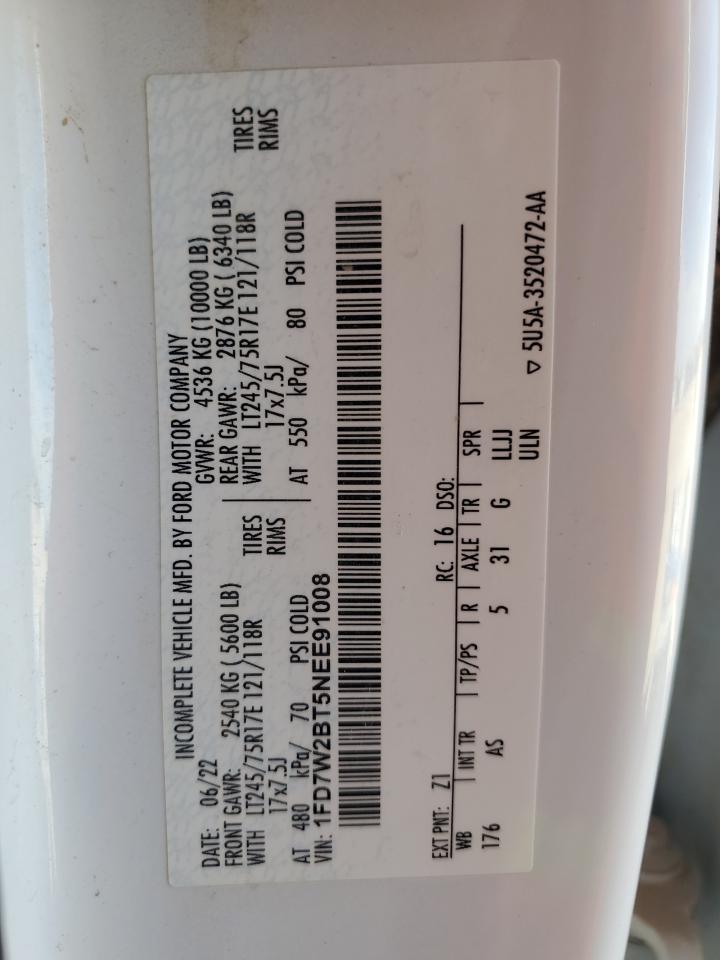 INCOMPLETE VEHICLE MFD. BY FORD MOTOR COMPANY
DATE: 06/22 GVWR: 4536 KG (10000 LB)
FRONT GAWR: 2540 KG ( 5600 LB) REAR GAWR: 2876 KG ( 6340 LB)
WITH LT245/75R17E 121/118R TIRES WITH LT245/75R17E 121/118R TIRES
17x7.5J RIMS 17x7.5J RIMS
AT 480 kPa/ 70 PSI COLD AT 550 kPa/ 80 PSI COLD
VIN: 1FD7W2BT5NEE91008
EXT PNT: Z1 RC: 16 DSO:
WB INT TR TP/PS R AXLE TR SPR
176 AS 5 31 G LLJJ
ULN
▽ 5U5A-3520472-AA